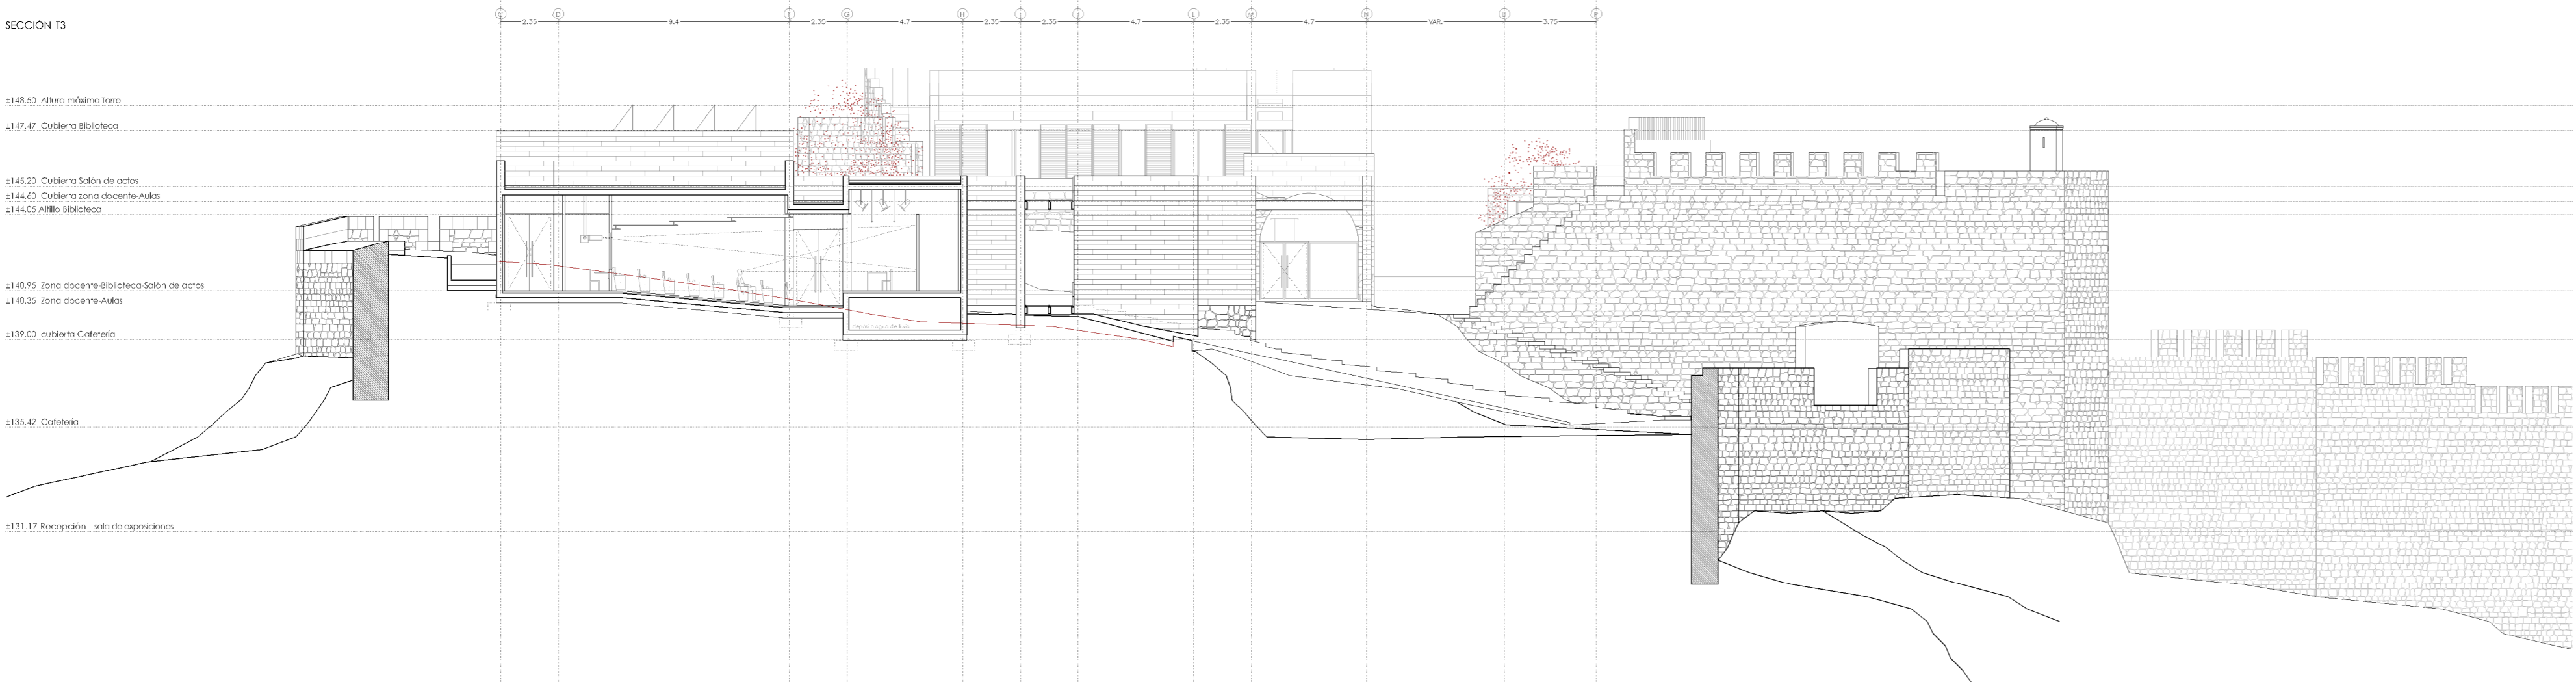 SECCIÓN T3
C D F G H I J L M N O P
2.35 9.4 2.35 4,7 2.35 2.35 4,7 2.35 4,7 VAR. 3.75
±148.50 Altura máxima Torre
±147.47 Cubierta Biblioteca
±145.20 Cubierta Salón de actos
±144.60 Cubierta zona docente-Aulas
±144.05 Altillo Biblioteca
±140.95 Zona docente-Biblioteca-Salón de actos
±140.35 Zona docente-Aulas
±139.00 cubierta Cafetería
±135.42 Cafetería
±131.17 Recepción - sala de exposiciones